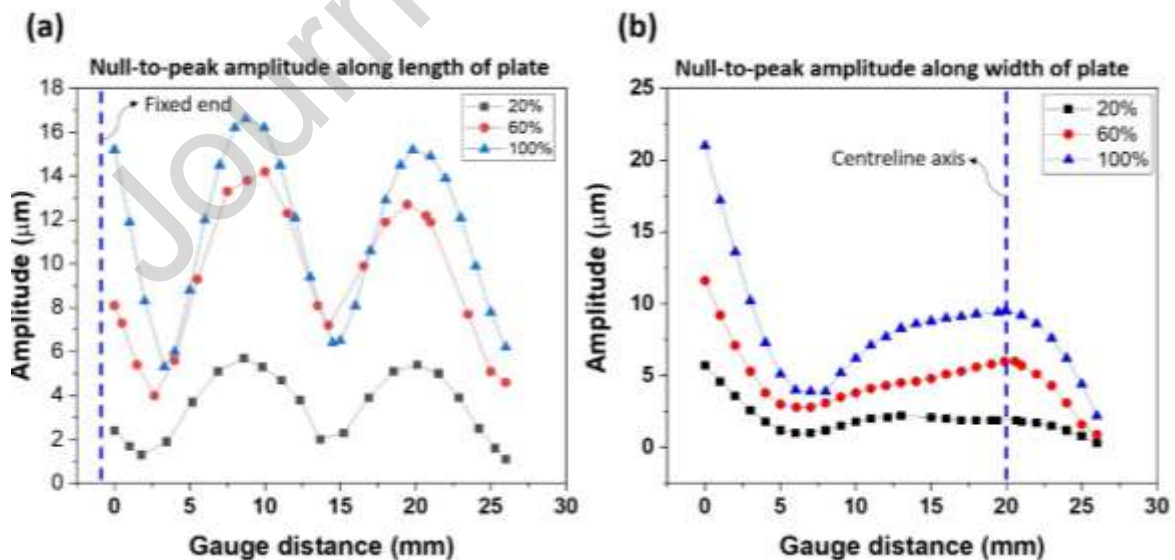 (a)
Null-to-peak amplitude along length of plate
Fixed end
20%
60%
100%
18
16
14
12
10
8
6
4
2
0
Amplitude (μm)
0 5 10 15 20 25 30
Gauge distance (mm)
Journ
(b)
Null-to-peak amplitude along width of plate
20%
60%
100%
Centreline axis
25
20
15
10
5
0
Amplitude (μm)
0 5 10 15 20 26 30
Gauge distance (mm)